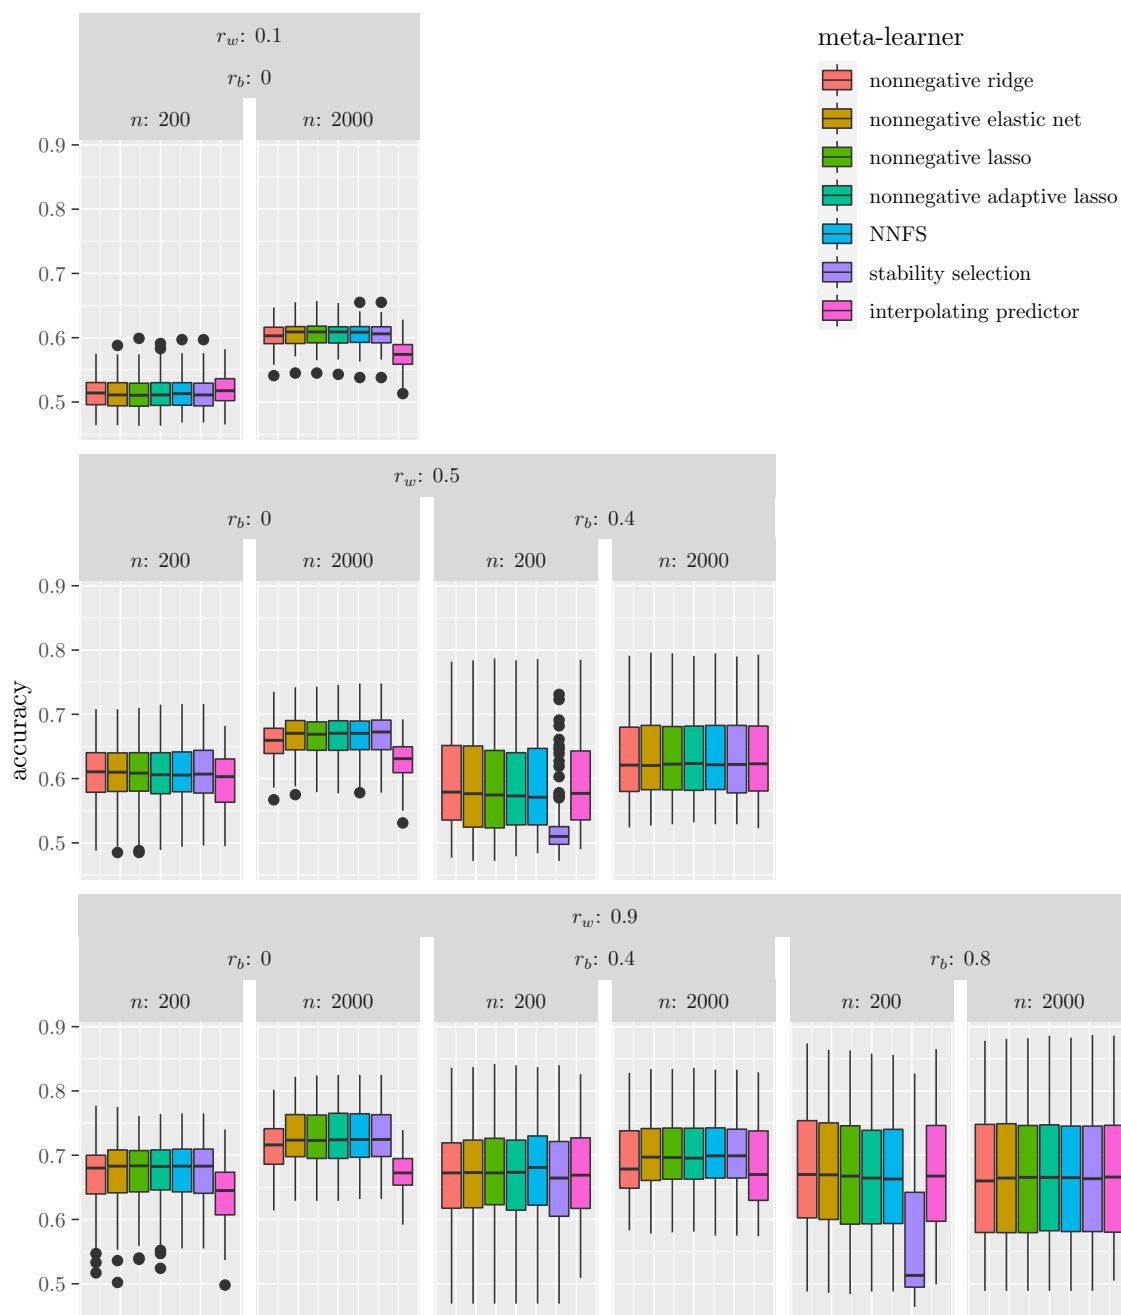 r_w: 0.1
r_b: 0
n: 200 n: 2000
0.9
0.8
0.7
0.6
0.5
meta-learner
nonnegative ridge
nonnegative elastic net
nonnegative lasso
nonnegative adaptive lasso
NNFS
stability selection
interpolating predictor
r_w: 0.5
r_b: 0 r_b: 0.4
n: 200 n: 2000 n: 200 n: 2000
0.9
0.8
0.7
0.6
0.5
accuracy
r_w: 0.9
r_b: 0 r_b: 0.4 r_b: 0.8
n: 200 n: 2000 n: 200 n: 2000 n: 200 n: 2000
0.9
0.8
0.7
0.6
0.5